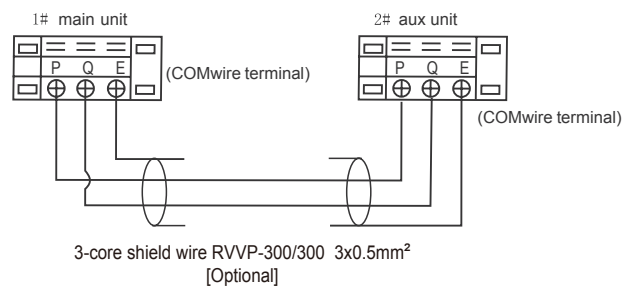 1# main unit
2# aux unit
P Q E
(COMwire terminal)
P Q E
(COMwire terminal)
3-core shield wire RVVP-300/300 3x0.5mm²
[Optional]